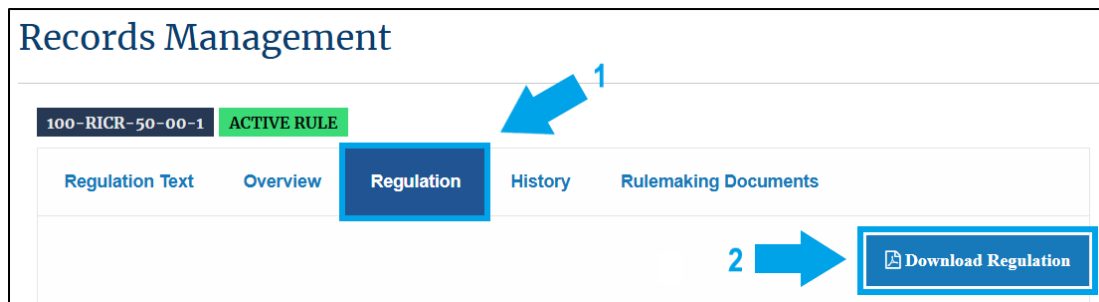 Records Management
1
100-RICR-50-00-1 ACTIVE RULE
Regulation Text Overview Regulation History Rulemaking Documents
2 Download Regulation